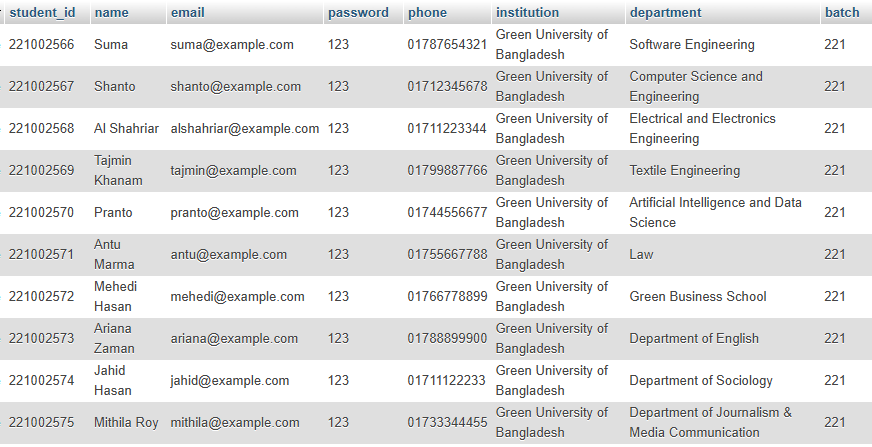 student_id name email password phone institution department batch
221002566 Suma suma@example.com 123 01787654321 Green University of Bangladesh Software Engineering 221
221002567 Shanto shanto@example.com 123 01712345678 Green University of Bangladesh Computer Science and Engineering 221
221002568 Al Shahriar alshahriar@example.com 123 01711223344 Green University of Bangladesh Electrical and Electronics Engineering 221
221002569 Tajmin Khanam tajmin@example.com 123 01799887766 Green University of Bangladesh Textile Engineering 221
221002570 Pranto pranto@example.com 123 01744556677 Green University of Bangladesh Artificial Intelligence and Data Science 221
221002571 Antu Marma antu@example.com 123 01755667788 Green University of Bangladesh Law 221
221002572 Mehedi Hasan mehedi@example.com 123 01766778899 Green University of Bangladesh Green Business School 221
221002573 Ariana Zaman ariana@example.com 123 01788899900 Green University of Bangladesh Department of English 221
221002574 Jahid Hasan jahid@example.com 123 01711122233 Green University of Bangladesh Department of Sociology 221
221002575 Mithila Roy mithila@example.com 123 01733344455 Green University of Bangladesh Department of Journalism & Media Communication 221